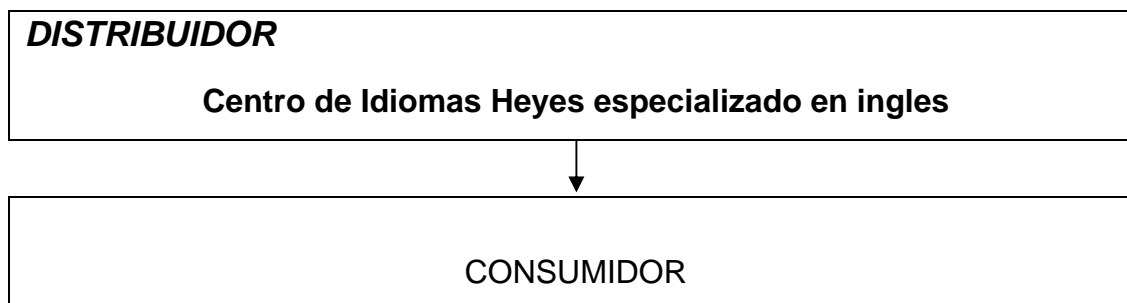 DISTRIBUIDOR
Centro de Idiomas Heyes especializado en ingles
CONSUMIDOR